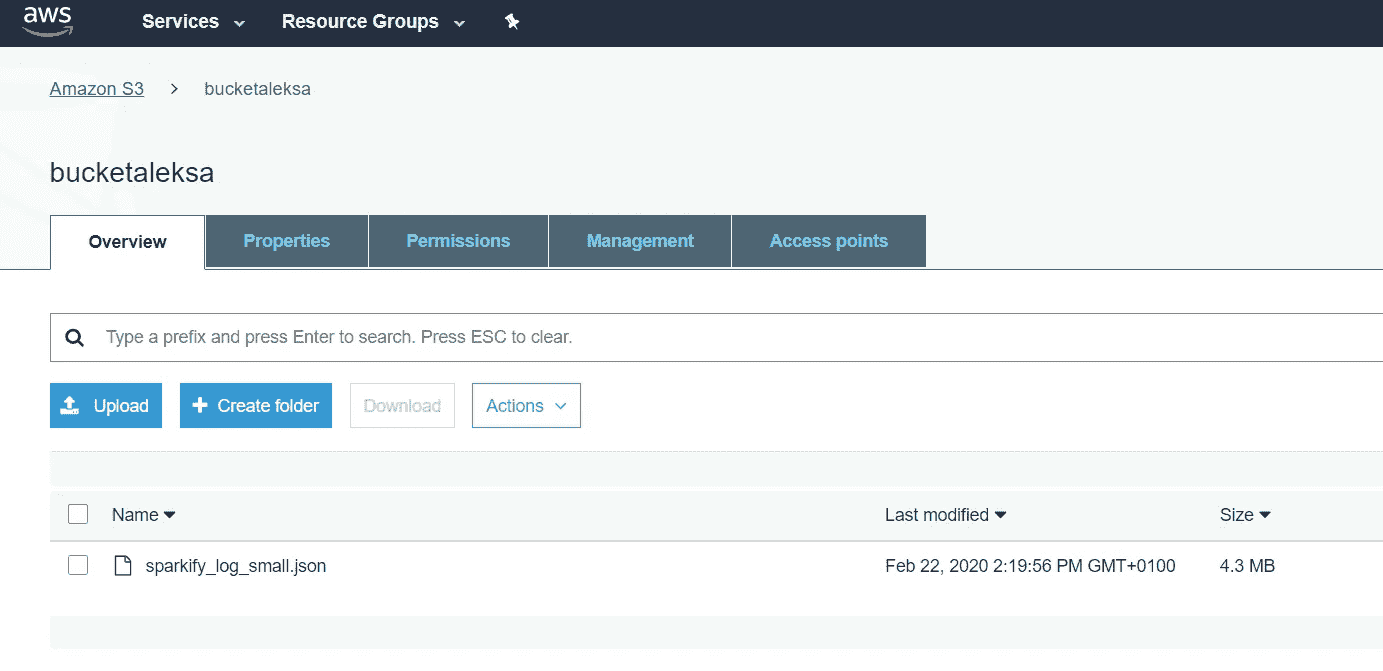 aws Services Resource Groups
Amazon S3 > bucketaleksa
bucketaleksa
Overview Properties Permissions Management Access points
Type a prefix and press Enter to search. Press ESC to clear.
Upload + Create folder Download Actions
Name Last modified Size
sparkify_log_small.json Feb 22, 2020 2:19:56 PM GMT+0100 4.3 MB